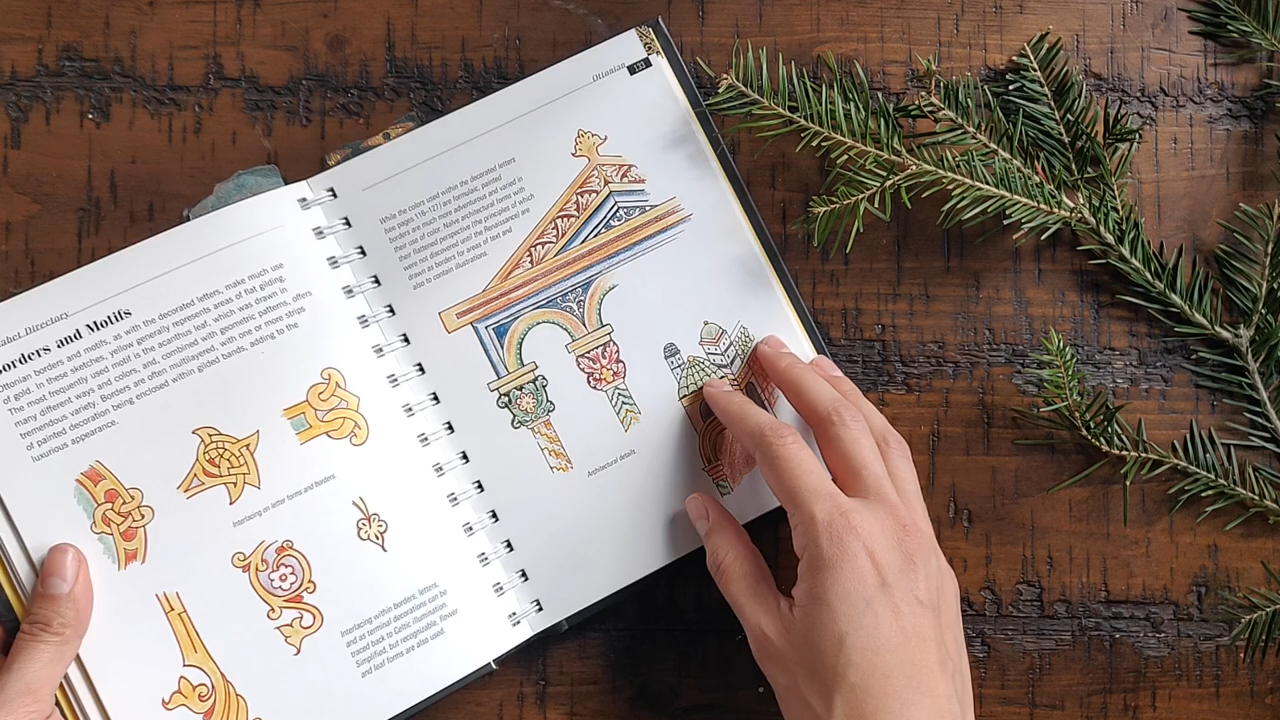 abet Directory
orders and Motifs
Ottonian borders and motifs, as with the decorated letters, make much use
of gold. In these sketches, yellow generally represents areas of flat gilding.
The most frequently used motif is the acanthus leaf, which was drawn in
many different ways and colors, and combined with geometric patterns, offers
tremendous variety. Borders are often multilayered, with one or more strips
of painted decoration being enclosed within gilded bands, adding to the
luxurious appearance.
Interlacing on letter forms and borders.
Interlacing within borders, letters,
and as terminal decorations can be
traced back to Celtic illumination.
Simplified, but recognizable, flower
and leaf forms are also used.
Ottonian 133
While the colors used within the decorated letters
(see pages 116–127) are formulaic, painted
borders are much more adventurous and varied in
their use of color. Naive architectural forms with
their flattened perspective (the principles of which
were not discovered until the Renaissance) are
drawn as borders for areas of text and
also to contain illustrations.
Architectural details.